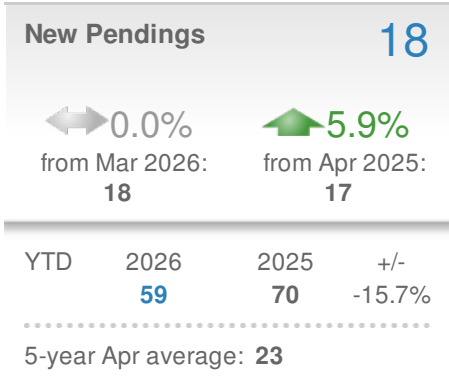 New Pendings 18
0.0% 5.9%
from Mar 2026: from Apr 2025:
18 17
YTD 2026 2025 +/-
59 70 -15.7%
5-year Apr average: 23